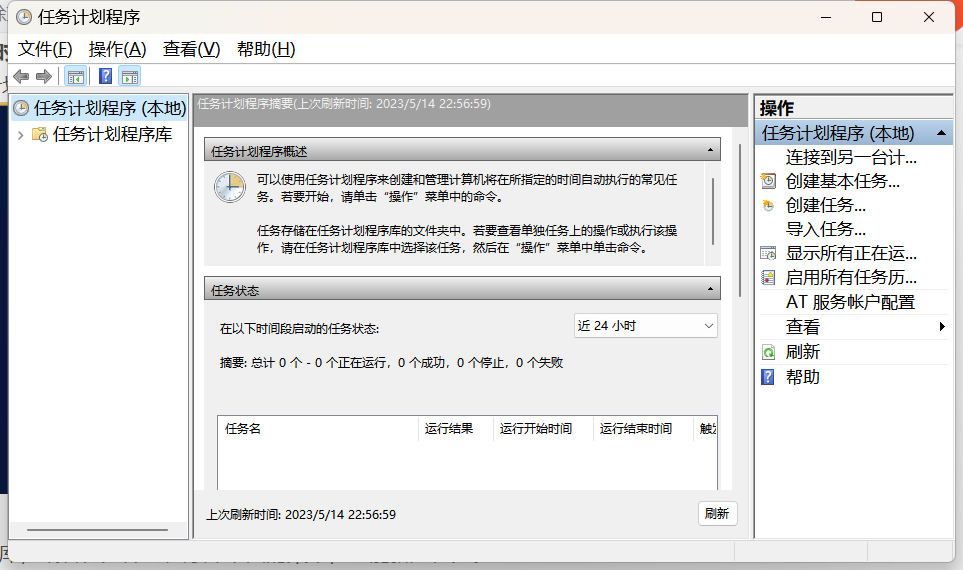 任务计划程序
文件(F) 操作(A) 查看(V) 帮助(H)
任务计划程序 (本地)
任务计划程序库
任务计划程序摘要(上次刷新时间: 2023/5/14 22:56:59)
任务计划程序概述
可以使用任务计划程序来创建和管理计算机将在所指定的时间自动执行的常见任
务。若要开始，请单击“操作”菜单中的命令。
任务存储在任务计划程序库的文件夹中。若要查看单独任务上的操作或执行该操
作，请在任务计划程序库中选择该任务，然后在“操作”菜单中单击命令。
任务状态
在以下时间段启动的任务状态:
近 24 小时
摘要: 总计 0 个 - 0 个正在运行，0 个成功，0 个停止，0 个失败
任务名 运行结果 运行开始时间 运行结束时间 触发
上次刷新时间: 2023/5/14 22:56:59
刷新
操作
任务计划程序 (本地)
连接到另一台计...
创建基本任务...
创建任务...
导入任务...
显示所有正在运...
启用所有任务历...
AT 服务帐户配置
查看
刷新
帮助